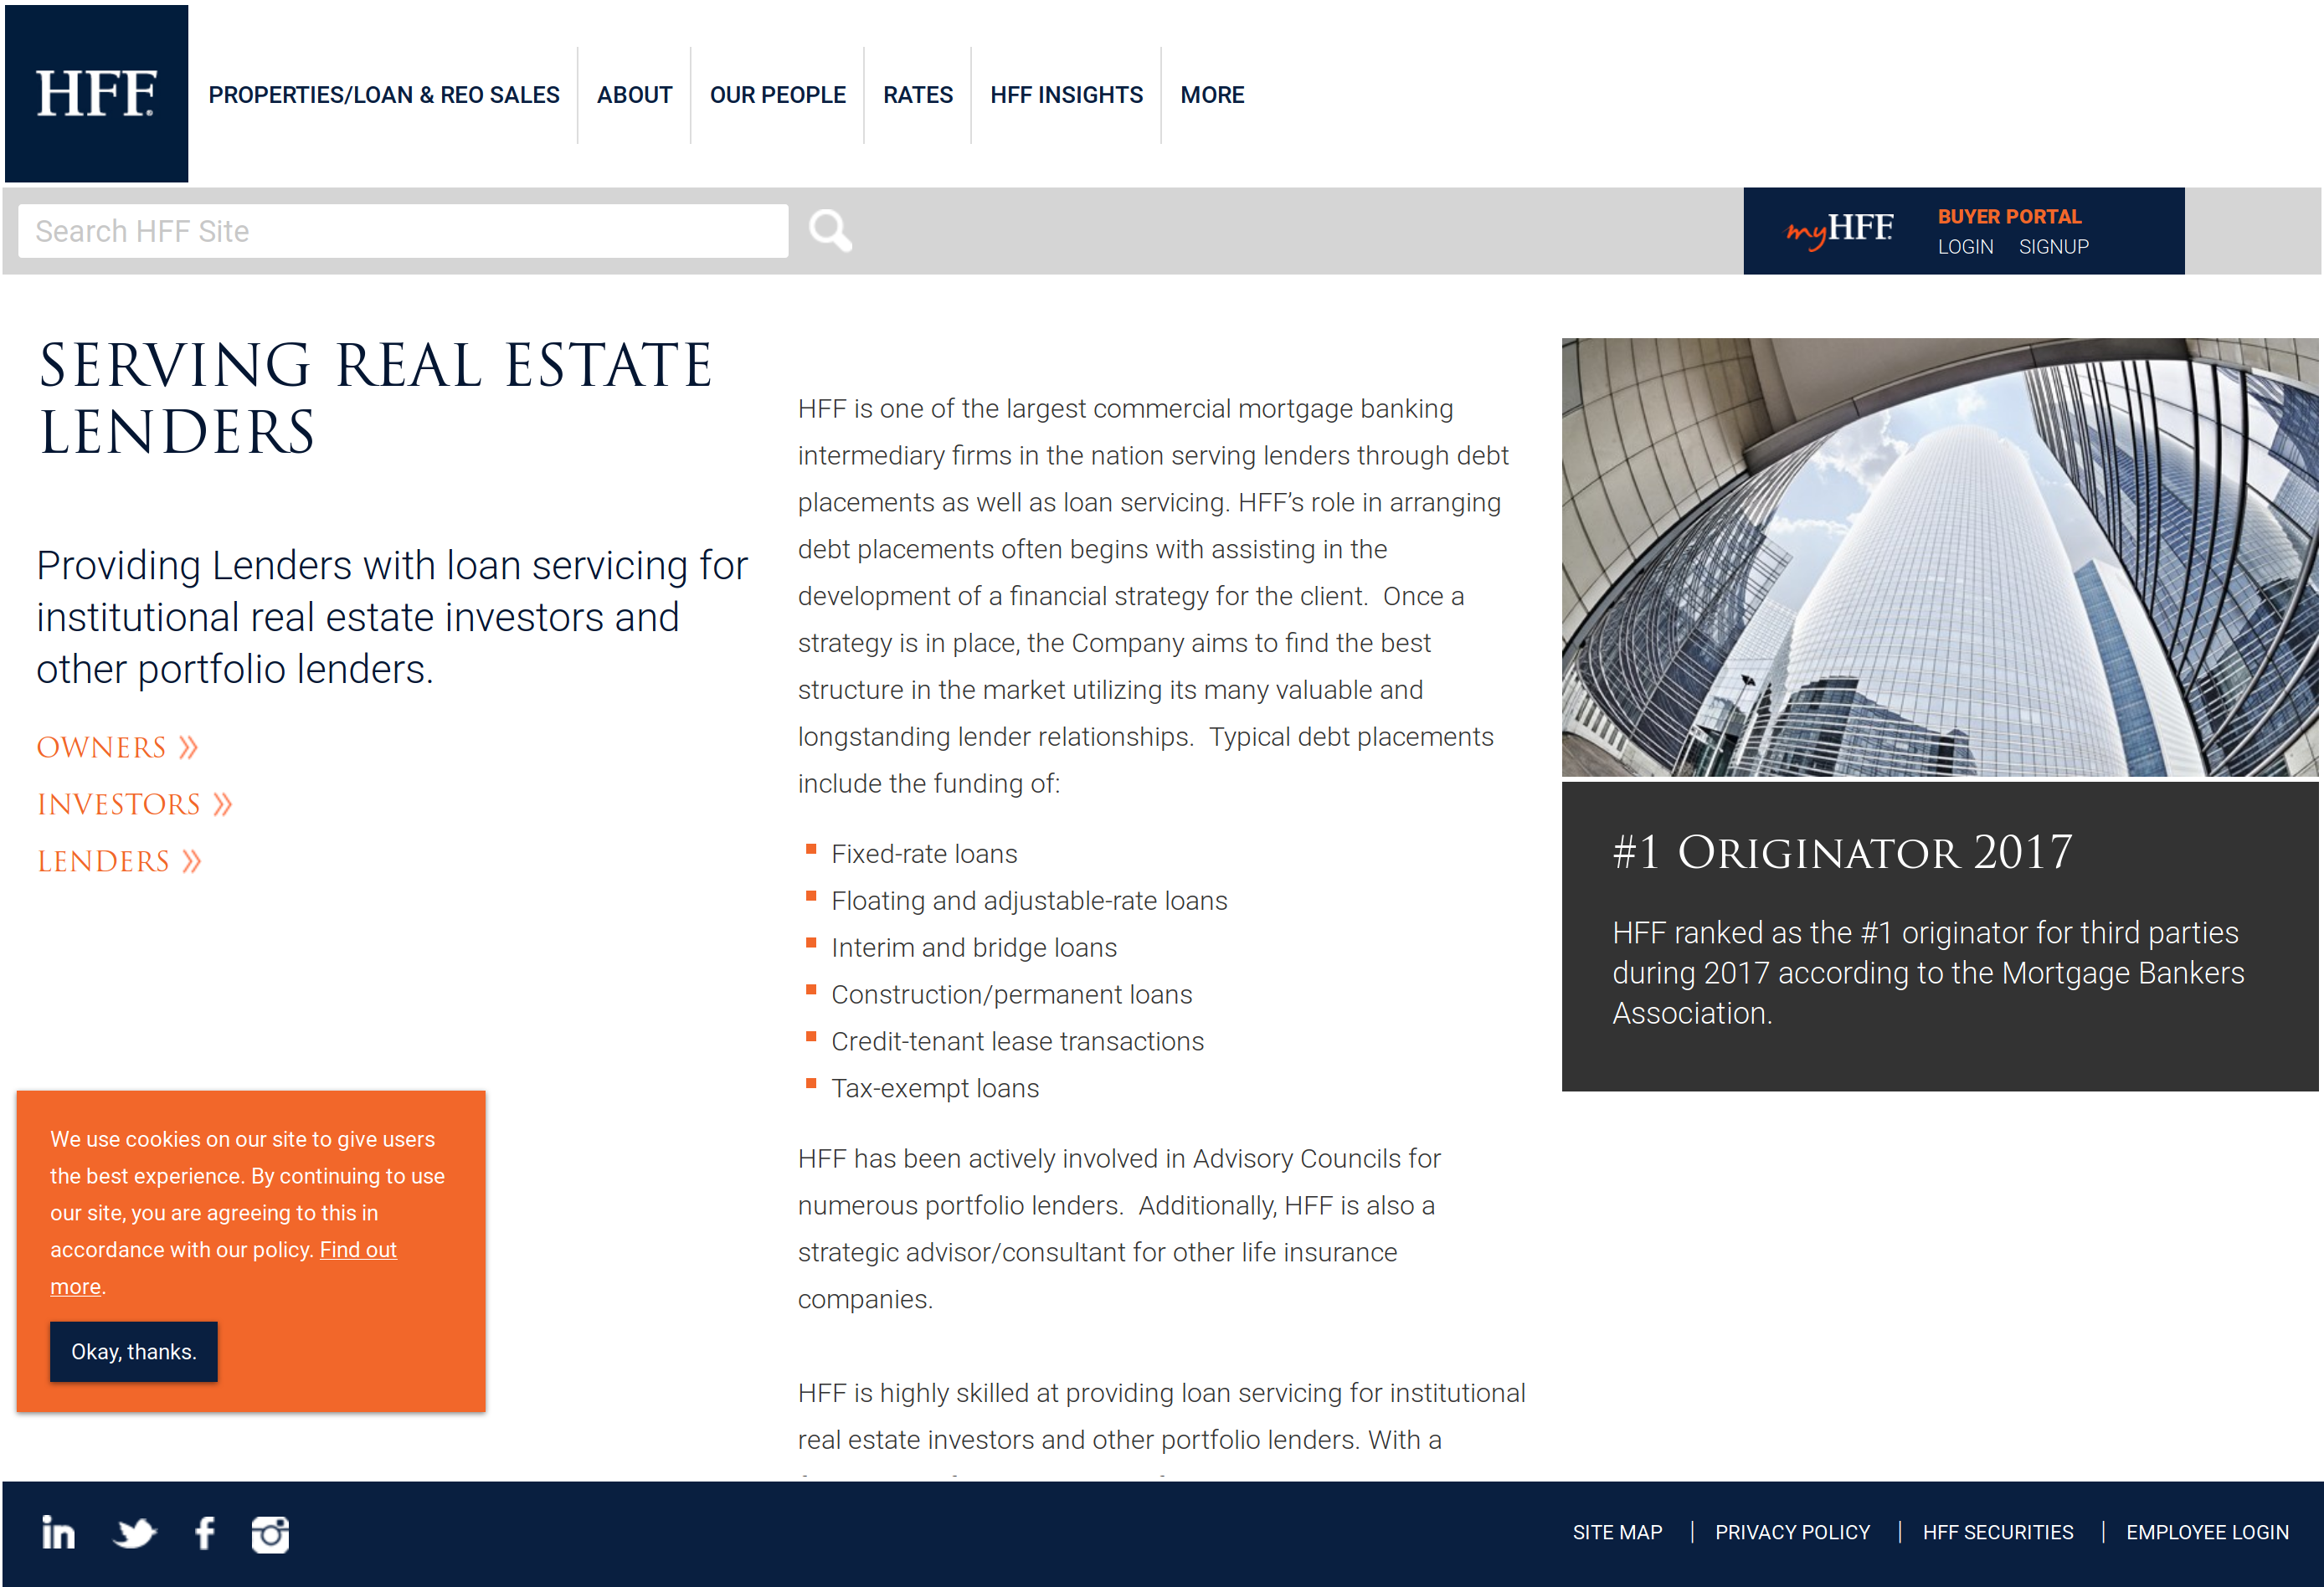 HFF®
PROPERTIES/LOAN & REO SALES
ABOUT
OUR PEOPLE
RATES
HFF INSIGHTS
MORE
Search HFF Site
myHFF
BUYER PORTAL
LOGIN SIGNUP
SERVING REAL ESTATE
LENDERS
Providing Lenders with loan servicing for
institutional real estate investors and
other portfolio lenders.
OWNERS »
INVESTORS »
LENDERS »
HFF is one of the largest commercial mortgage banking
intermediary firms in the nation serving lenders through debt
placements as well as loan servicing. HFF’s role in arranging
debt placements often begins with assisting in the
development of a financial strategy for the client.  Once a
strategy is in place, the Company aims to find the best
structure in the market utilizing its many valuable and
longstanding lender relationships.  Typical debt placements
include the funding of:
Fixed-rate loans
Floating and adjustable-rate loans
Interim and bridge loans
Construction/permanent loans
Credit-tenant lease transactions
Tax-exempt loans
HFF has been actively involved in Advisory Councils for
numerous portfolio lenders.  Additionally, HFF is also a
strategic advisor/consultant for other life insurance
companies.
HFF is highly skilled at providing loan servicing for institutional
real estate investors and other portfolio lenders. With a
#1 Originator 2017
HFF ranked as the #1 originator for third parties
during 2017 according to the Mortgage Bankers
Association.
We use cookies on our site to give users
the best experience. By continuing to use
our site, you are agreeing to this in
accordance with our policy. Find out
more.
Okay, thanks.
SITE MAP | PRIVACY POLICY | HFF SECURITIES | EMPLOYEE LOGIN